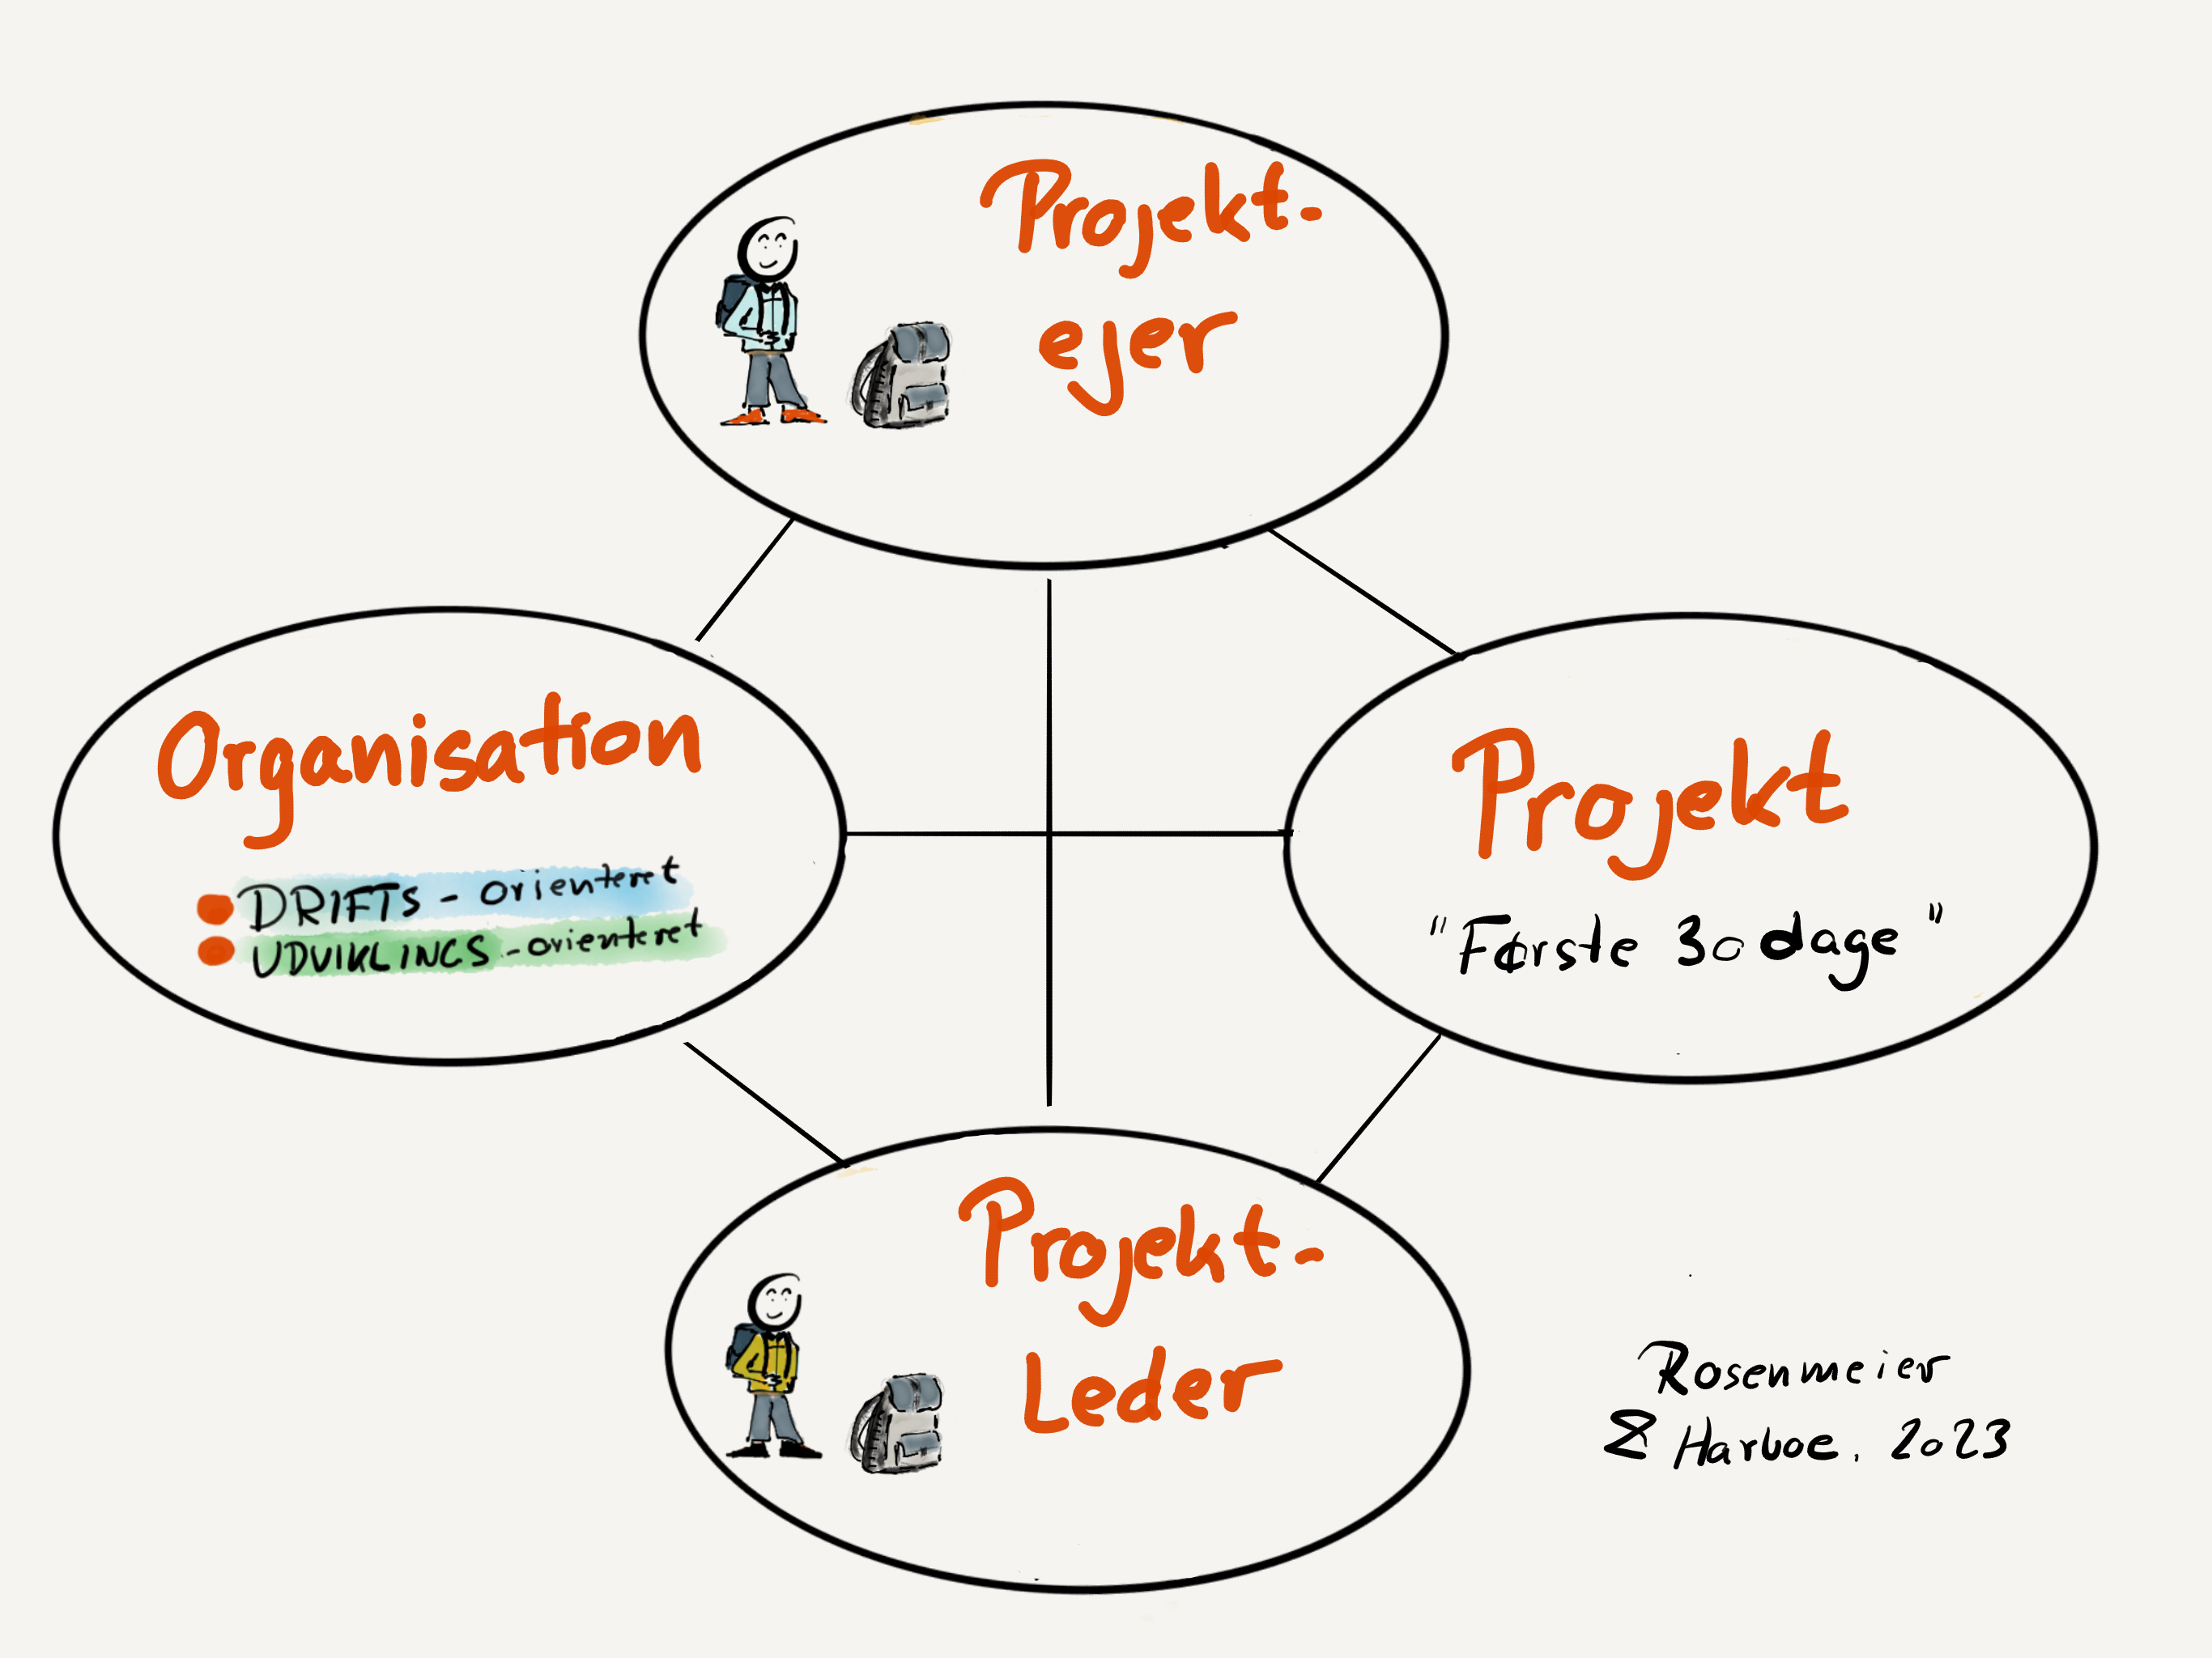 Projekt-
ejer
Organisation
DRIFTS - orienteret
UDVIKLINGS - orienteret
Projekt
"Første 30 dage"
Projekt-
Leder
Rosenmeier
& Harboe, 2023